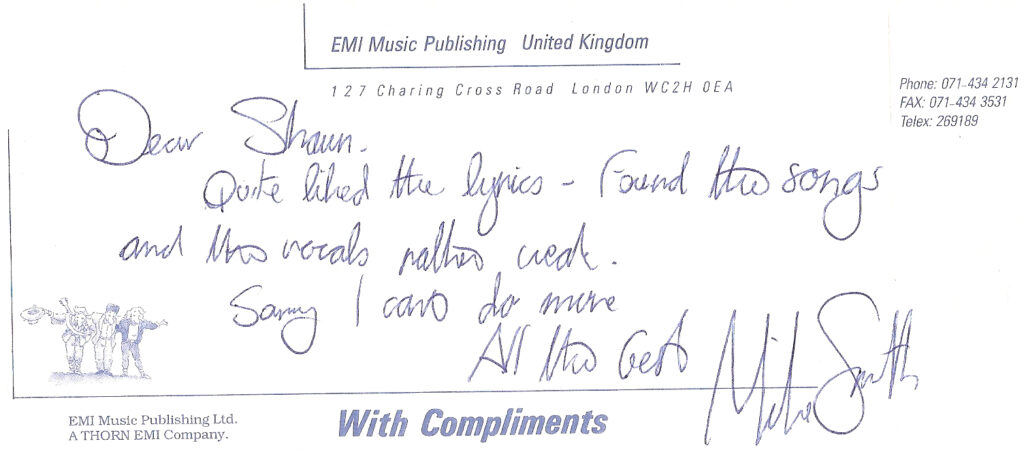 EMI Music Publishing United Kingdom
127 Charing Cross Road London WC2H 0EA
Phone: 071-434 2131
FAX: 071-434 3531
Telex: 269189
Dear Shaun.
Quite liked the lyrics - Found the songs
and the vocals rather weak.
Sorry I can't do more
All the best Mike Smith
EMI Music Publishing Ltd.
A THORN EMI Company.
With Compliments